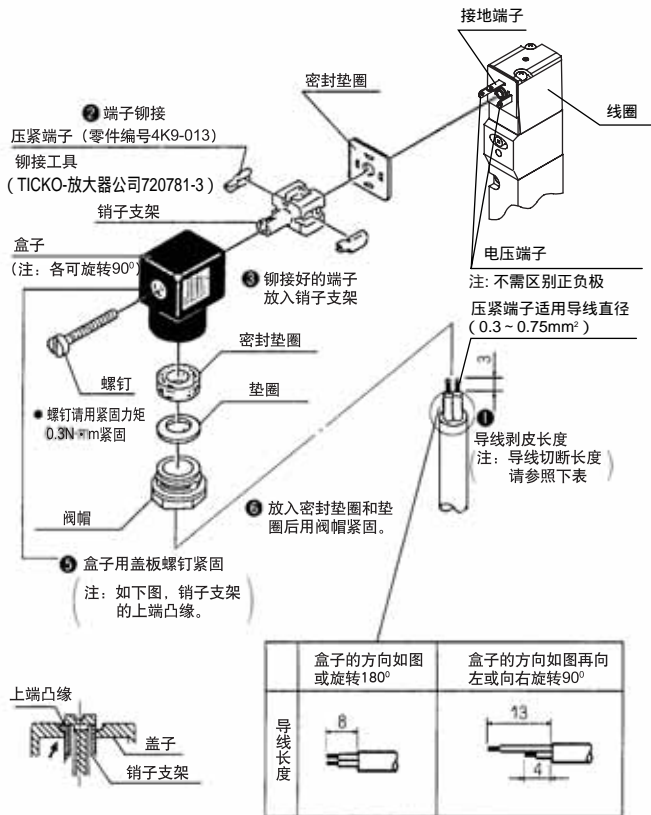 接地端子
密封垫圈
❷ 端子铆接
压紧端子（零件编号4K9-013）
线圈
铆接工具
（TICKO-放大器公司720781-3）
销子支架
盒子
（注：各可旋转90⁰）
❸ 铆接好的端子
放入销子支架
电压端子
注: 不需区别正负极
压紧端子适用导线直径
（0.3 ~ 0.75mm²）
3
密封垫圈
螺钉
垫圈
● 螺钉请用紧固力矩
0.3N·m紧固
❶
导线剥皮长度
（注：导线切断长度
请参照下表）
阀帽
❻ 放入密封垫圈和垫
圈后用阀帽紧固。
❺ 盒子用盖板螺钉紧固
（注：如下图，销子支架
的上端凸缘。）
盒子的方向如图
或旋转180⁰
盒子的方向如图再向
左或向右旋转90⁰
导线长度
8
13
4
上端凸缘
盖子
销子支架